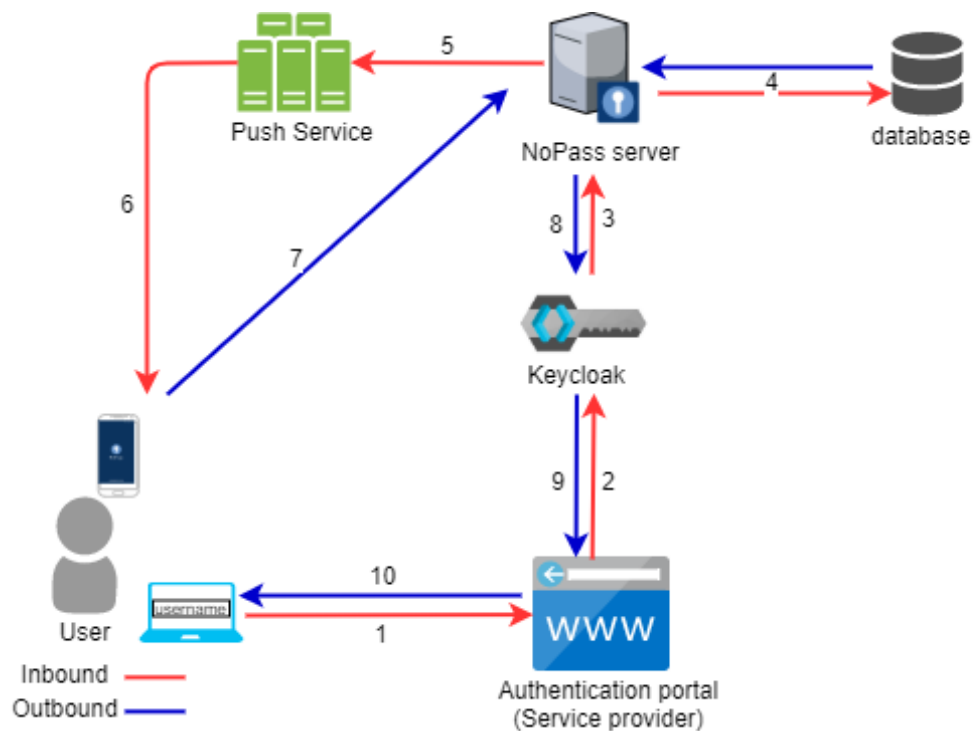 5
Push Service
NoPass server
4
database
6
7
8
3
Keycloak
9
2
10
username
1
www
User
Inbound
Outbound
Authentication portal
(Service provider)